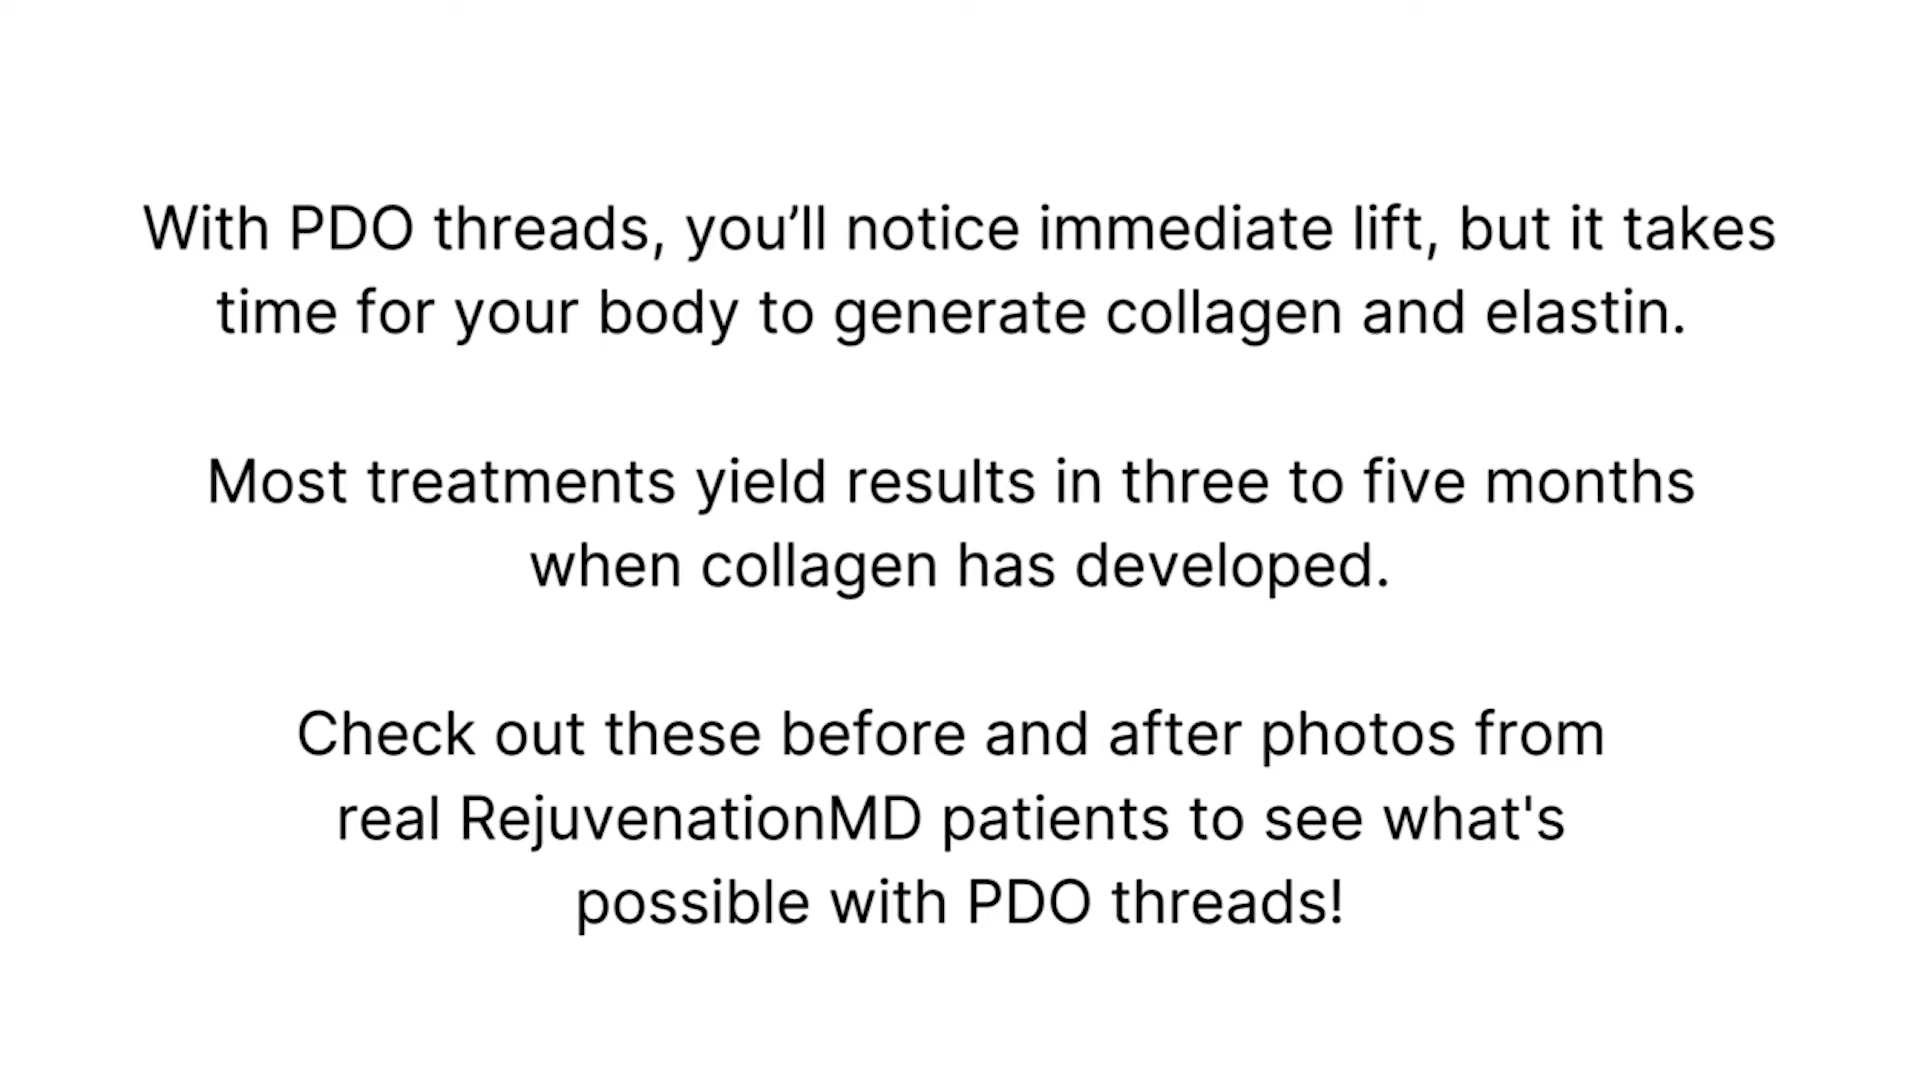 With PDO threads, you’ll notice immediate lift, but it takes
time for your body to generate collagen and elastin.
Most treatments yield results in three to five months
when collagen has developed.
Check out these before and after photos from
real RejuvenationMD patients to see what's
possible with PDO threads!